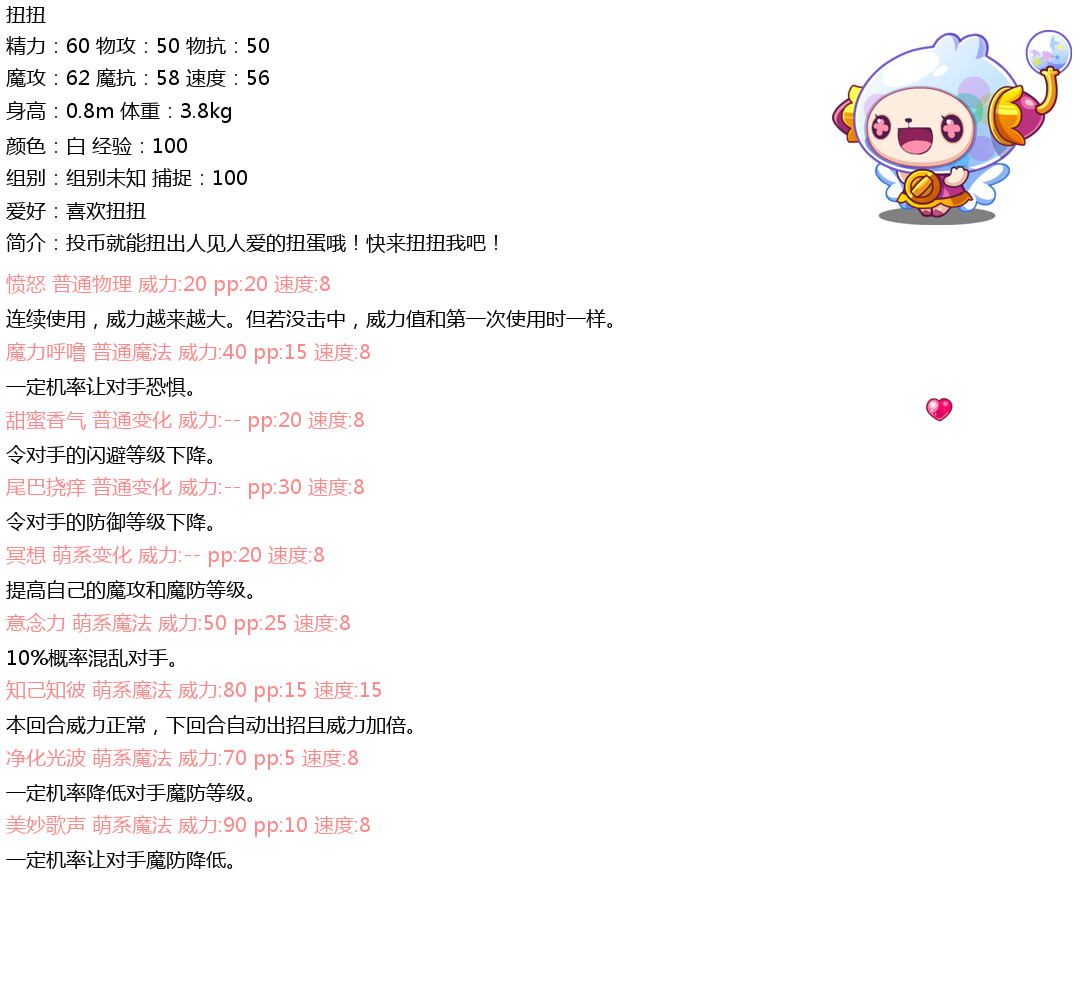 扭扭
精力：60 物攻：50 物抗：50
魔攻：62 魔抗：58 速度：56
身高：0.8m 体重：3.8kg
颜色：白 经验：100
组别：组别未知 捕捉：100
爱好：喜欢扭扭
简介：投币就能扭出人见人爱的扭蛋哦！快来扭扭我吧！
愤怒 普通物理 威力:20 pp:20 速度:8
连续使用，威力越来越大。但若没击中，威力值和第一次使用时一样。
魔力呼噜 普通魔法 威力:40 pp:15 速度:8
一定机率让对手恐惧。
甜蜜香气 普通变化 威力:-- pp:20 速度:8
令对手的闪避等级下降。
尾巴挠痒 普通变化 威力:-- pp:30 速度:8
令对手的防御等级下降。
冥想 萌系变化 威力:-- pp:20 速度:8
提高自己的魔攻和魔防等级。
意念力 萌系魔法 威力:50 pp:25 速度:8
10%概率混乱对手。
知己知彼 萌系魔法 威力:80 pp:15 速度:15
本回合威力正常，下回合自动出招且威力加倍。
净化光波 萌系魔法 威力:70 pp:5 速度:8
一定机率降低对手魔防等级。
美妙歌声 萌系魔法 威力:90 pp:10 速度:8
一定机率让对手魔防降低。